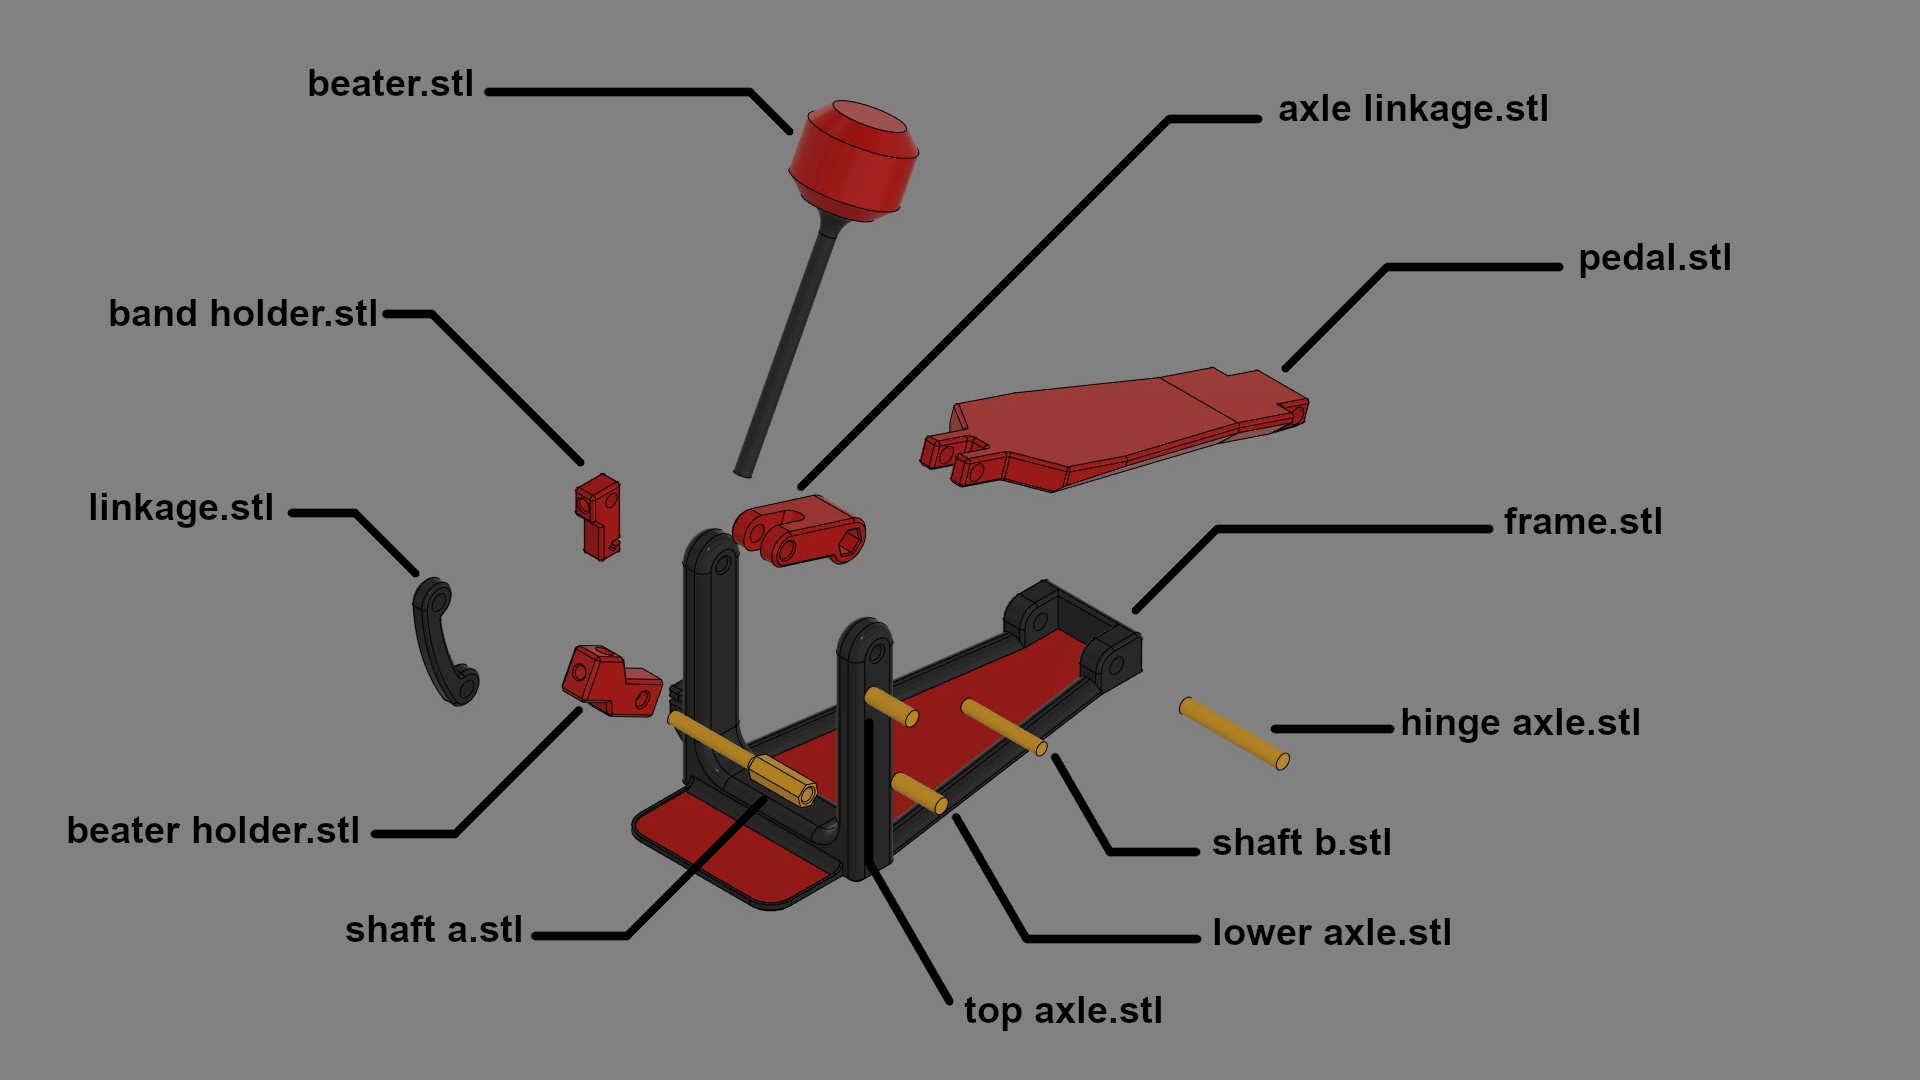 beater.stl
axle linkage.stl
pedal.stl
band holder.stl
linkage.stl
frame.stl
hinge axle.stl
beater holder.stl
shaft b.stl
shaft a.stl
lower axle.stl
top axle.stl